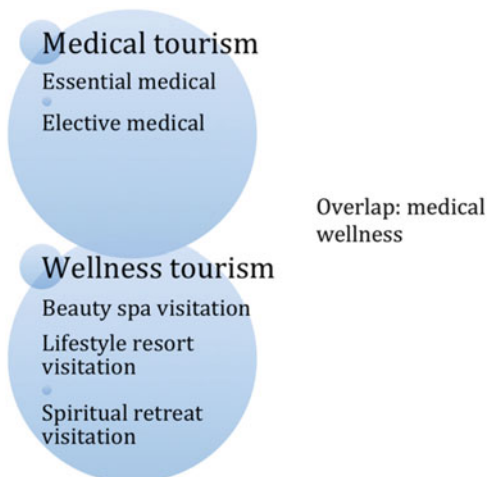 Medical tourism
Essential medical
Elective medical
Overlap: medical
wellness
Wellness tourism
Beauty spa visitation
Lifestyle resort
visitation
Spiritual retreat
visitation